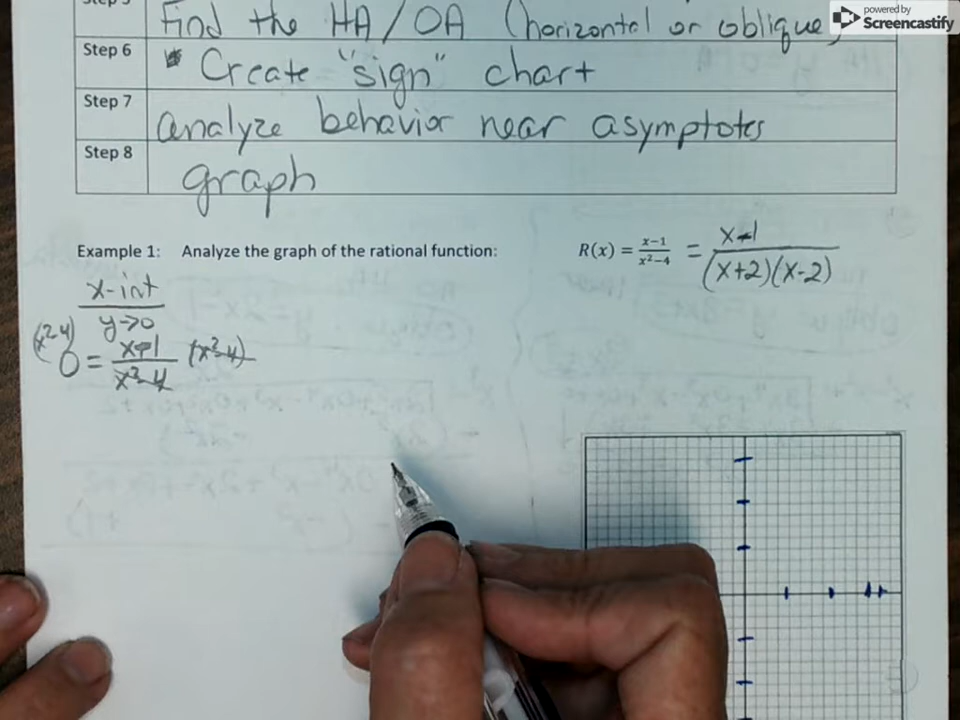 powered by
Screencastify
Find the HA/OA (horizontal or oblique)
Step 6 * Create "sign" chart
Step 7 analyze behavior near asymptotes
Step 8 graph
Example 1: Analyze the graph of the rational function: R(x) = x-1 / x²-4 = x-1 / (x+2)(x-2)
x-int
y→0
(x²-4) 0 = x-1 / x²-4 (x²-4)